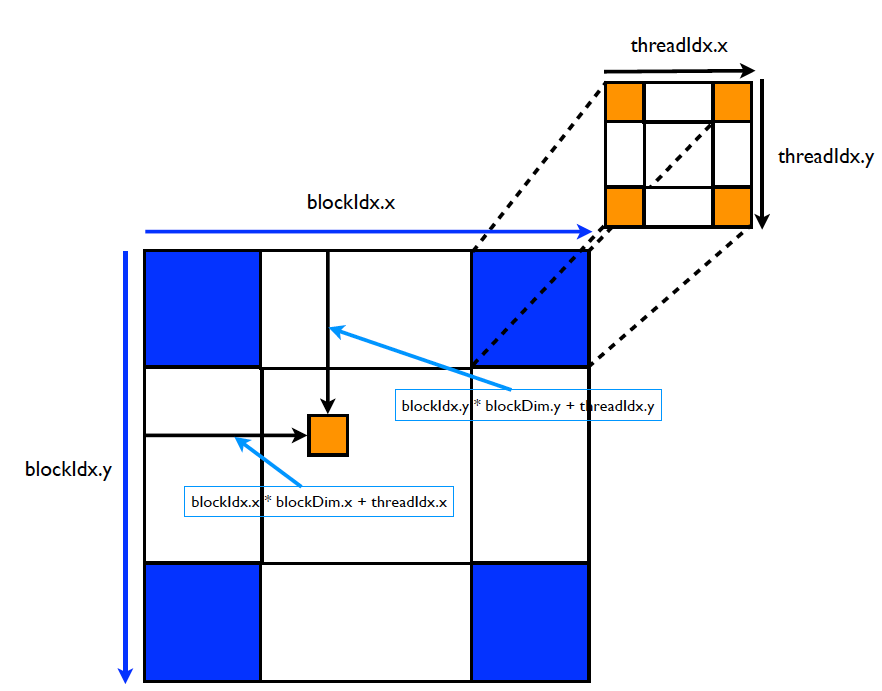 threadIdx.x
threadIdx.y
blockIdx.x
blockIdx.y * blockDim.y + threadIdx.y
blockIdx.y
blockIdx.x * blockDim.x + threadIdx.x